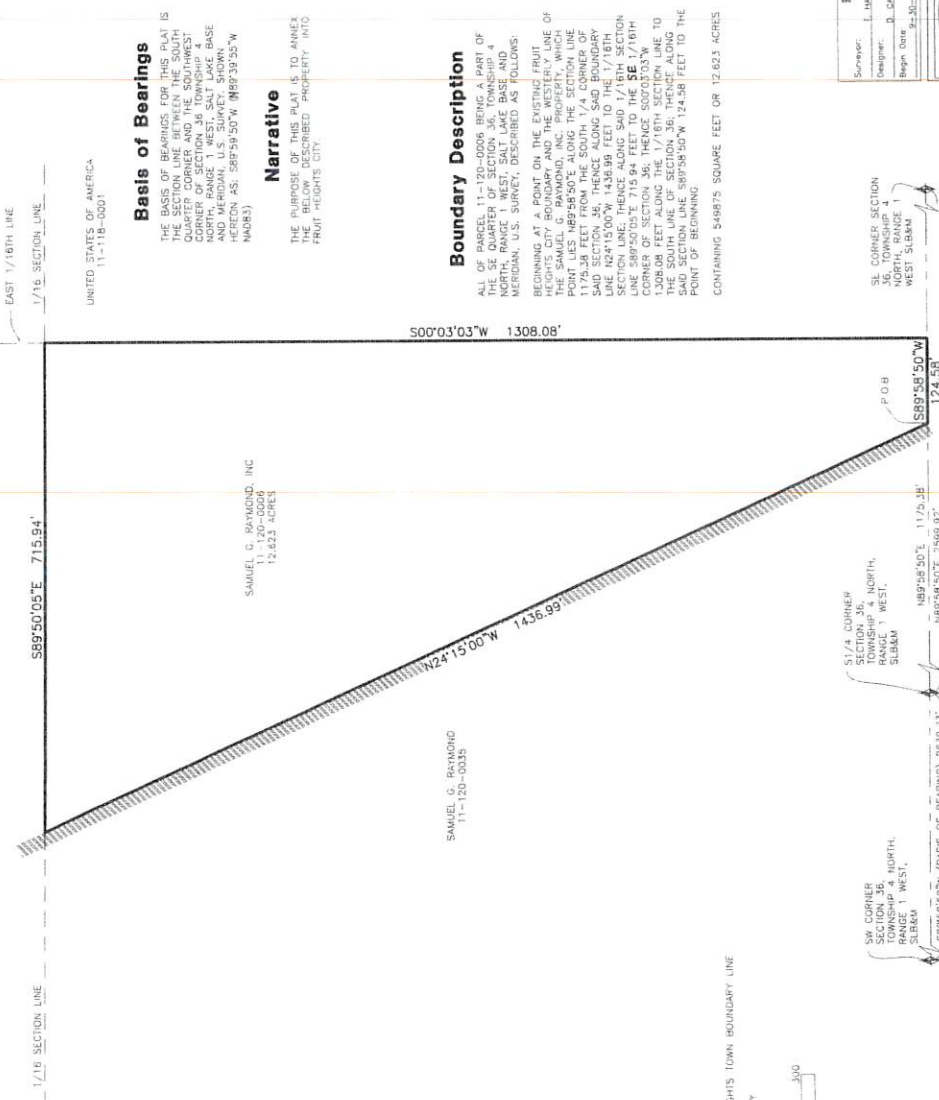 EAST 1/16TH LINE
1/16 SECTION LINE
1/16 SECTION LINE
S89°50'05"E 715.94'
UNITED STATES OF AMERICA
11-118-0001
Basis of Bearings
THE BASIS OF BEARINGS FOR THIS PLAT IS
THE SECTION LINE BETWEEN THE SOUTH
QUARTER CORNER AND THE SOUTHWEST
CORNER OF SECTION 36 TOWNSHIP 4
NORTH, RANGE 1 WEST, SALT LAKE BASE
AND MERIDIAN, U.S. SURVEY. SHOWN
HEREON AS: S89°59'50"W (N89°39'55"W
NAD83)
Narrative
THE PURPOSE OF THIS PLAT IS TO ANNEX
THE BELOW DESCRIBED PROPERTY INTO
FRUIT HEIGHTS CITY.
Boundary Description
ALL OF PARCEL 11-120-0006 BEING A PART OF
THE SE QUARTER OF SECTION 36, TOWNSHIP 4
NORTH, RANGE 1 WEST, SALT LAKE BASE AND
MERIDIAN, U.S. SURVEY, DESCRIBED AS FOLLOWS:
BEGINNING AT A POINT ON THE EXISTING FRUIT
HEIGHTS CITY BOUNDARY AND THE WESTERLY LINE OF
THE SAMUEL G. RAYMOND, INC. PROPERTY, WHICH
POINT LIES N89°58'50"E ALONG THE SECTION LINE
1175.38 FEET FROM THE SOUTH 1/4 CORNER OF
SAID SECTION 36, THENCE ALONG SAID BOUNDARY
LINE N24°15'00"W 1436.99 FEET TO THE 1/16TH
SECTION LINE; THENCE ALONG SAID 1/16TH SECTION
LINE S89°50'05"E 715.94 FEET TO THE SE 1/16TH
CORNER OF SECTION 36; THENCE S00°03'03"W
1308.08 FEET ALONG THE 1/16TH SECTION LINE TO
THE SOUTH LINE OF SECTION 36; THENCE ALONG
SAID SECTION LINE S89°58'50"W 124.58 FEET TO THE
POINT OF BEGINNING.
CONTAINING 549875 SQUARE FEET OR 12.623 ACRES
S00°03'03"W 1308.08'
SAMUEL G. RAYMOND, INC
11-120-0006
12.623 ACRES
N24°15'00"W 1436.99'
SAMUEL G. RAYMOND
11-120-0035
P.O.B
S89°58'50"W
124.58'
SE CORNER SECTION
36, TOWNSHIP 4
NORTH, RANGE 1
WEST SLB&M
S1/4 CORNER
SECTION 36,
TOWNSHIP 4 NORTH,
RANGE 1 WEST,
SLB&M
N89°58'50"E 1175.38'
N89°58'50"E 2599.92'
SW CORNER
SECTION 36,
TOWNSHIP 4 NORTH,
RANGE 1 WEST,
SLB&M
TOWN BOUNDARY LINE
300
Surveyor:
Designer:
Begin Date
9-30-